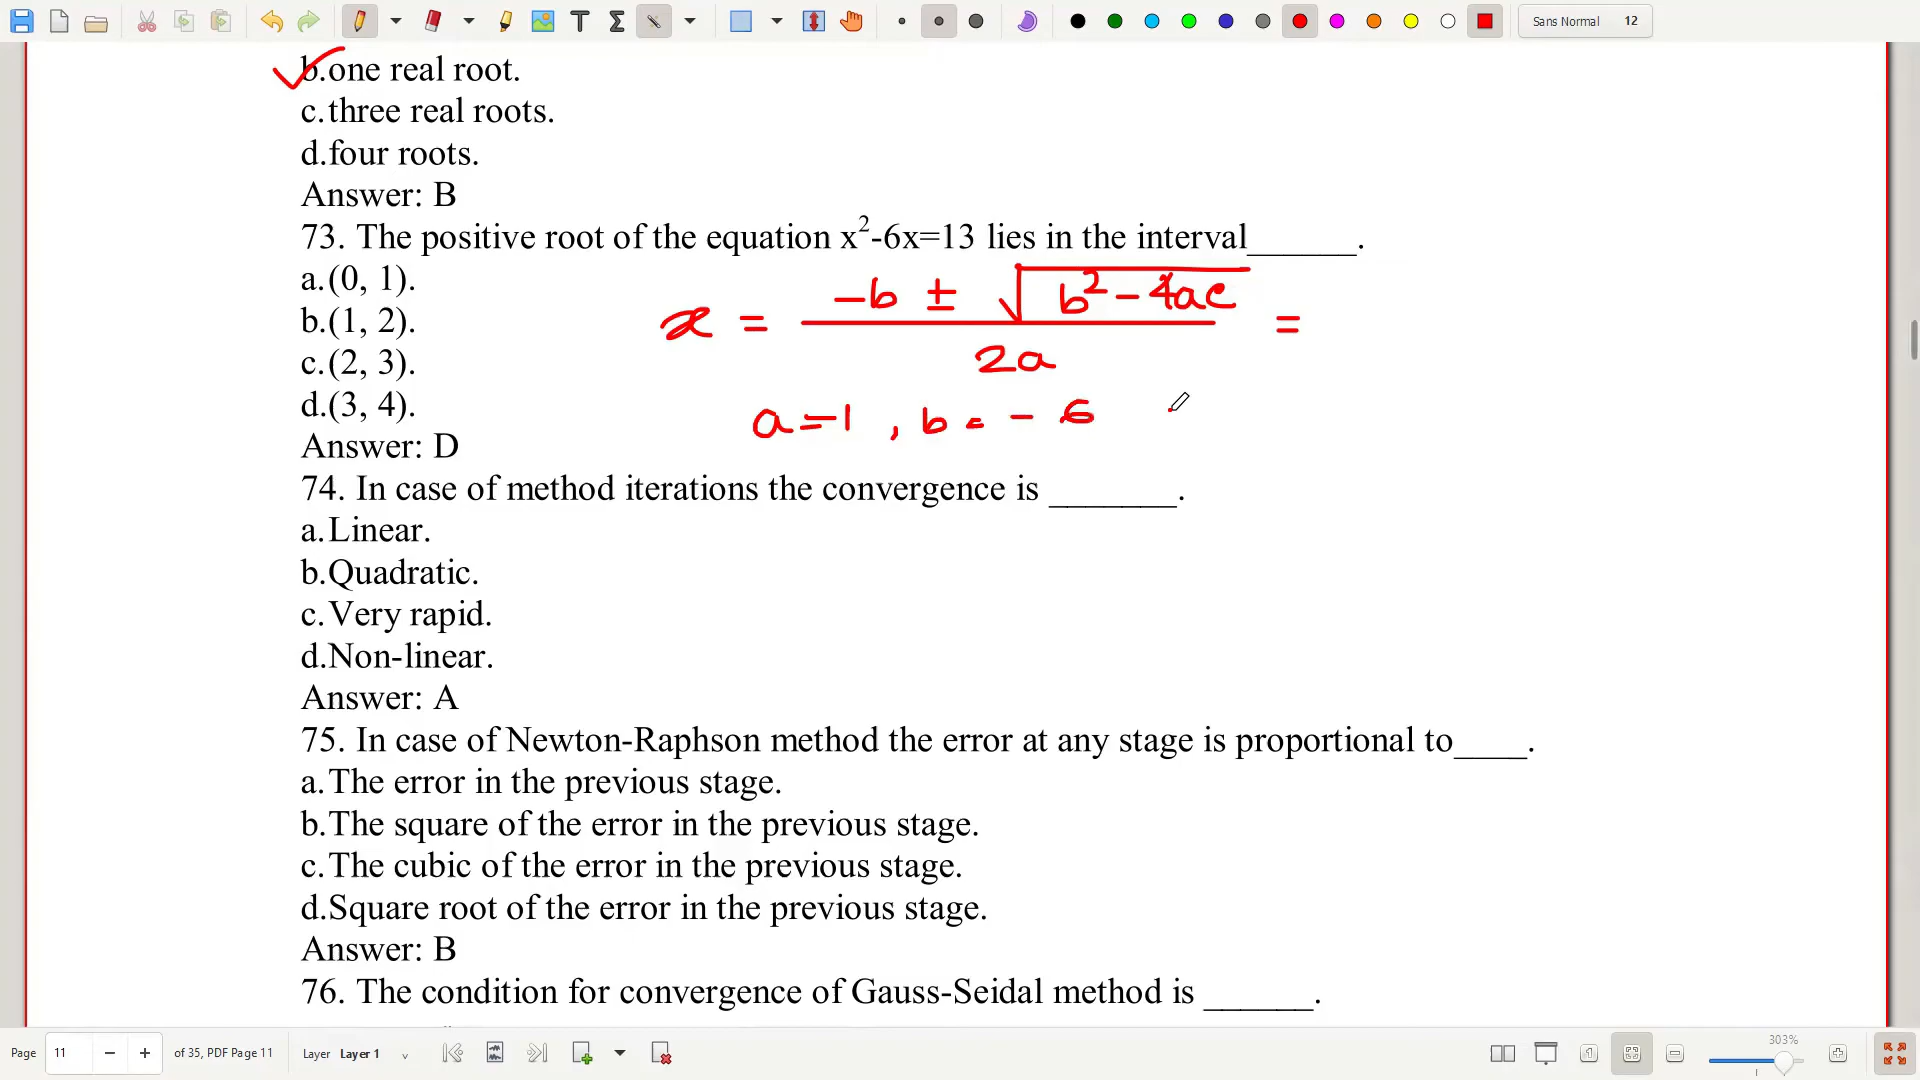 Sans Normal 12
b.one real root.
c.three real roots.
d.four roots.
Answer: B
73. The positive root of the equation x²-6x=13 lies in the interval______.
a.(0, 1).
b.(1, 2).
c.(2, 3).
d.(3, 4).
Answer: D
x = -b ± √(b² - 4ac) / 2a =
a=1, b = - 6
74. In case of method iterations the convergence is _______.
a.Linear.
b.Quadratic.
c.Very rapid.
d.Non-linear.
Answer: A
75. In case of Newton-Raphson method the error at any stage is proportional to____.
a.The error in the previous stage.
b.The square of the error in the previous stage.
c.The cubic of the error in the previous stage.
d.Square root of the error in the previous stage.
Answer: B
76. The condition for convergence of Gauss-Seidal method is ______.
Page 11 of 35, PDF Page 11 Layer Layer 1 303%